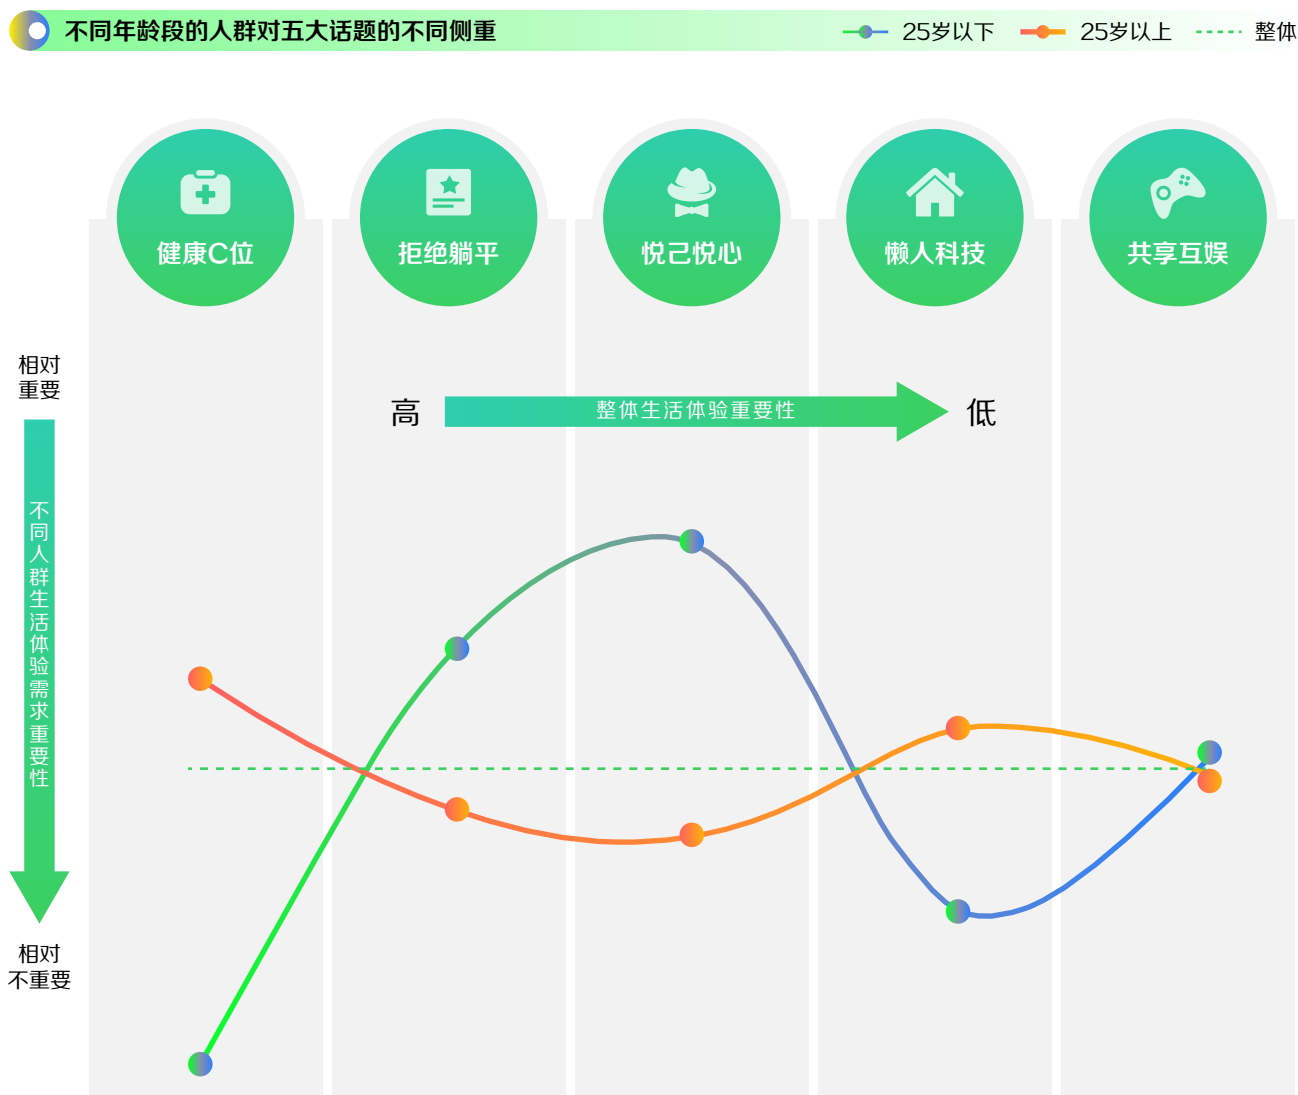 不同年龄段的人群对五大话题的不同侧重
25岁以下
25岁以上
整体
健康C位
拒绝躺平
悦己悦心
懒人科技
共享互娱
相对
重要
高
整体生活体验重要性
低
不同人群生活体验需求重要性
相对
不重要